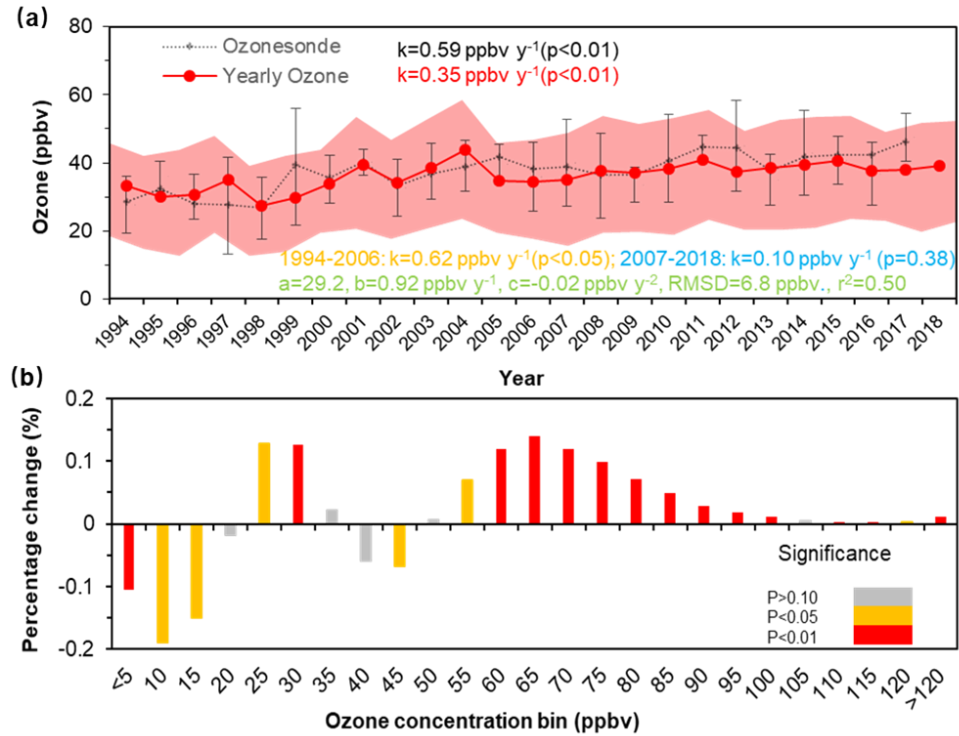 (a)
80
60
40
20
0
Ozone (ppbv)
Ozonesonde
Yearly Ozone
k=0.59 ppbv y⁻¹(p<0.01)
k=0.35 ppbv y⁻¹(p<0.01)
1994-2006: k=0.62 ppbv y⁻¹(p<0.05); 2007-2018: k=0.10 ppbv y⁻¹ (p=0.38)
a=29.2, b=0.92 ppbv y⁻¹, c=-0.02 ppbv y⁻², RMSD=6.8 ppbv., r²=0.50
1994 1995 1996 1997 1998 1999 2000 2001 2002 2003 2004 2005 2006 2007 2008 2009 2010 2011 2012 2013 2014 2015 2016 2017 2018
Year
(b)
0.2
0.1
0
-0.1
-0.2
Percentage change (%)
Significance
P>0.10
P<0.05
P<0.01
<5 10 15 20 25 30 35 40 45 50 55 60 65 70 75 80 85 90 95 100 105 110 115 120 >120
Ozone concentration bin (ppbv)